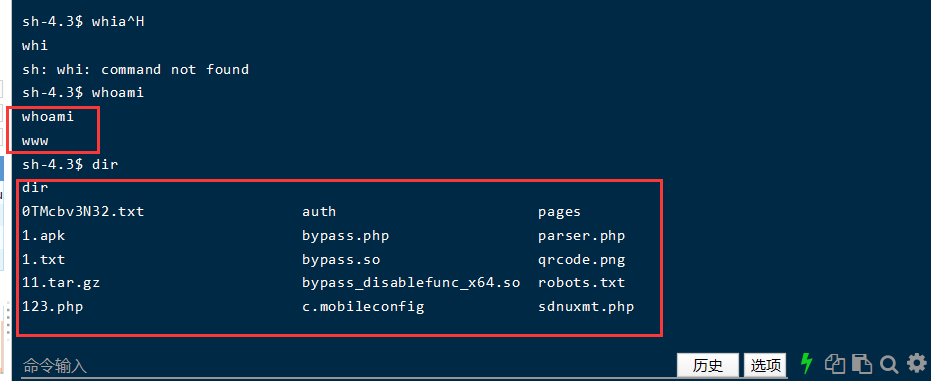 sh-4.3$ whia^H
whi
sh: whi: command not found
sh-4.3$ whoami
whoami
www
sh-4.3$ dir
dir
0TMcbv3N32.txt auth pages
1.apk bypass.php parser.php
1.txt bypass.so qrcode.png
11.tar.gz bypass_disablefunc_x64.so robots.txt
123.php c.mobileconfig sdnuxmt.php
命令输入 历史 选项